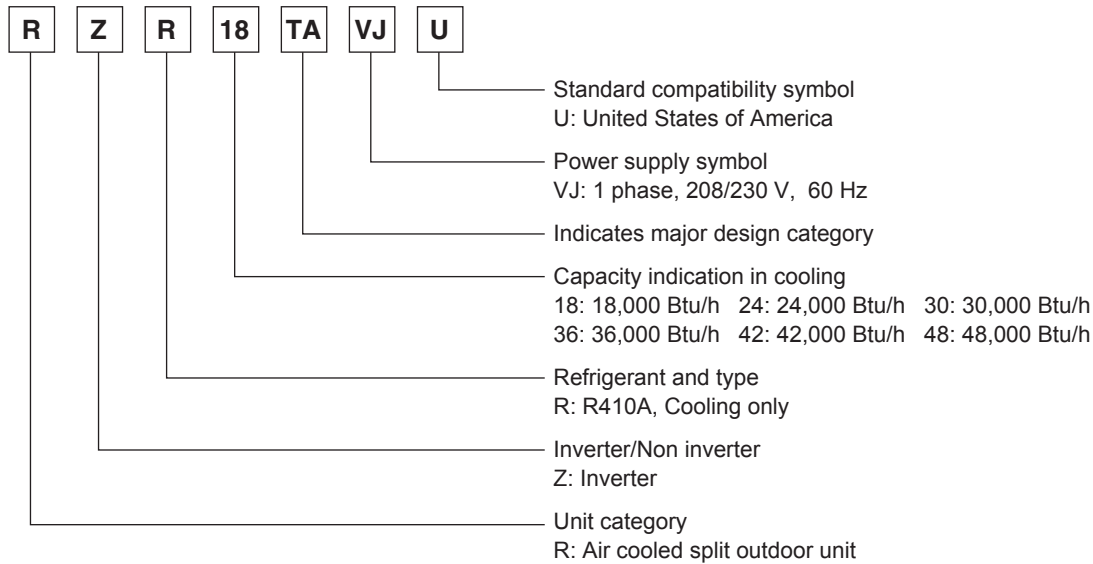 R Z R 18 TA VJ U
Standard compatibility symbol
U: United States of America
Power supply symbol
VJ: 1 phase, 208/230 V, 60 Hz
Indicates major design category
Capacity indication in cooling
18: 18,000 Btu/h 24: 24,000 Btu/h 30: 30,000 Btu/h
36: 36,000 Btu/h 42: 42,000 Btu/h 48: 48,000 Btu/h
Refrigerant and type
R: R410A, Cooling only
Inverter/Non inverter
Z: Inverter
Unit category
R: Air cooled split outdoor unit